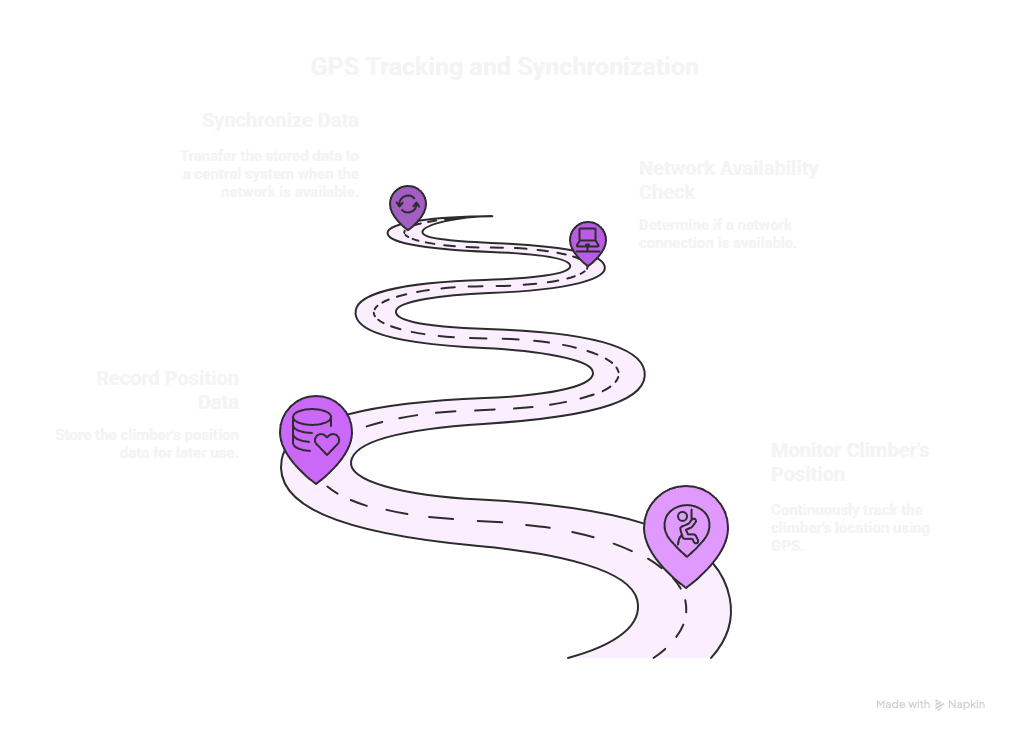 GPS Tracking and Synchronization
Synchronize Data
Transfer the stored data to
a central system when the
network is available.
Network Availability
Check
Determine if a network
connection is available.
Record Position
Data
Store the climber's position
data for later use.
Monitor Climber's
Position
Continuously track the
climber's location using
GPS.
Made with Napkin